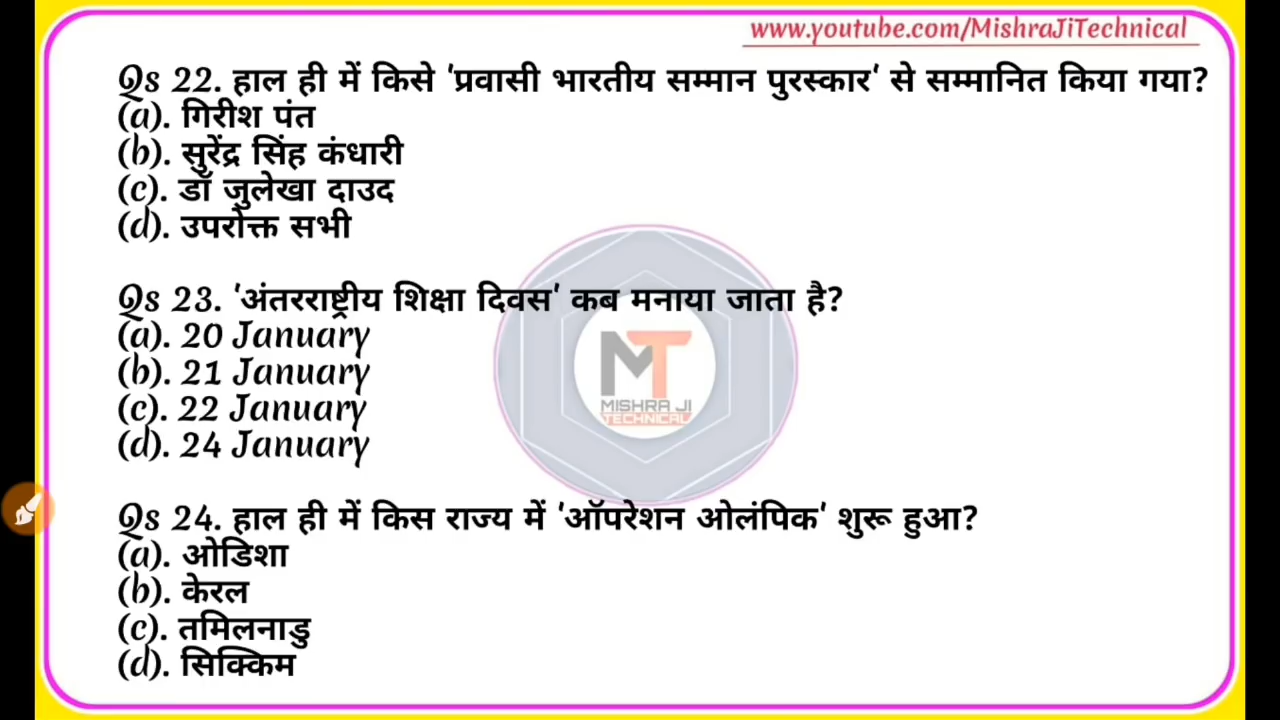 www.youtube.com/MishraJiTechnical
Qs 22. हाल ही में किसे 'प्रवासी भारतीय सम्मान पुरस्कार' से सम्मानित किया गया?
(a). गिरीश पंत
(b). सुरेंद्र सिंह कंधारी
(c). डॉ जुलेखा दाउद
(d). उपरोक्त सभी
Qs 23. 'अंतरराष्ट्रीय शिक्षा दिवस' कब मनाया जाता है?
(a). 20 January
(b). 21 January
(c). 22 January
(d). 24 January
MT
MISHRA JI
TECHNICAL
Qs 24. हाल ही में किस राज्य में 'ऑपरेशन ओलंपिक' शुरू हुआ?
(a). ओडिशा
(b). केरल
(c). तमिलनाडु
(d). सिक्किम